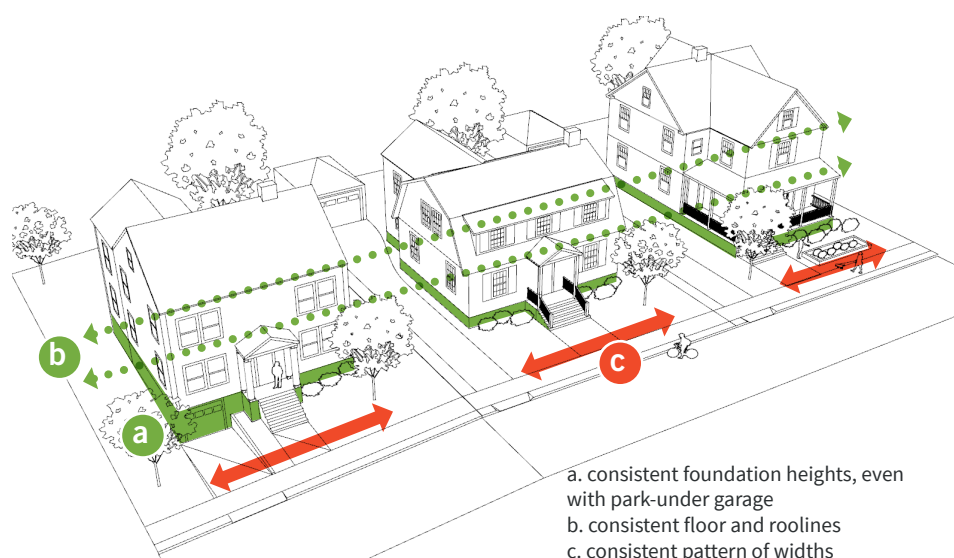 b
a
c
a. consistent foundation heights, even
with park-under garage
b. consistent floor and roolines
c. consistent pattern of widths